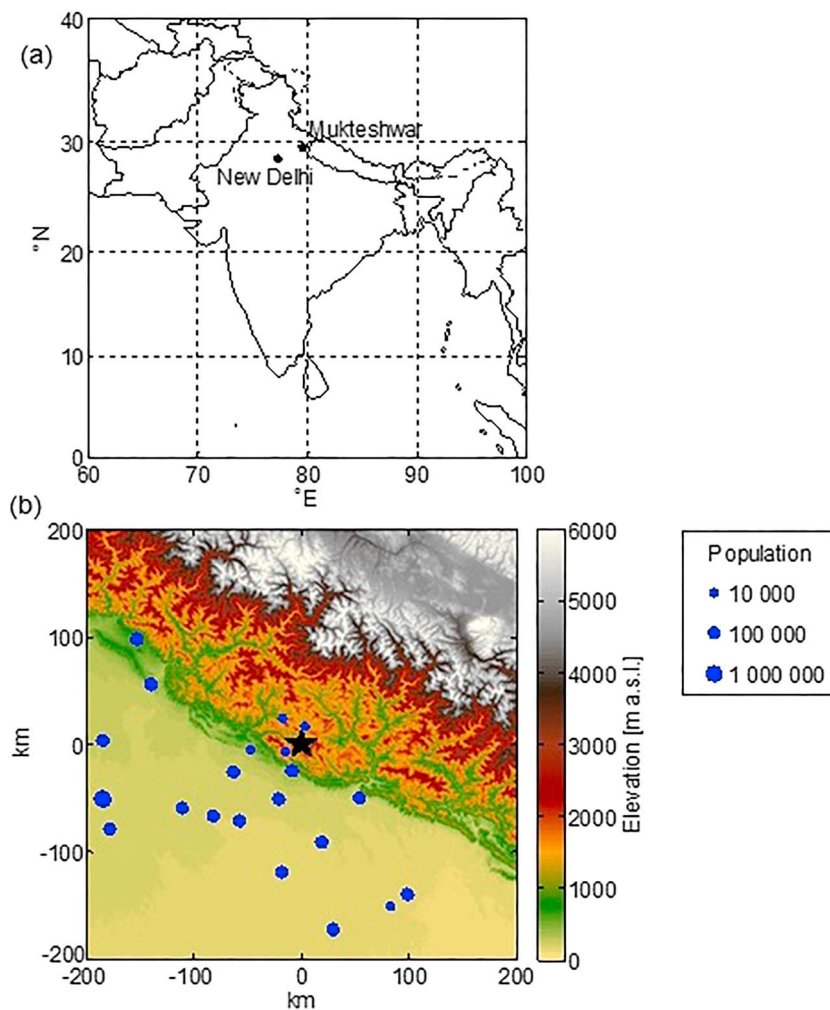 (a)
40
30
20
10
0
°N
Mukteshwar
New Delhi
60 70 80 90 100
°E
(b)
200
100
0
-100
-200
km
-200 -100 0 100 200
km
6000
5000
4000
3000
2000
1000
0
Elevation [m a.s.l.]
Population
10 000
100 000
1 000 000